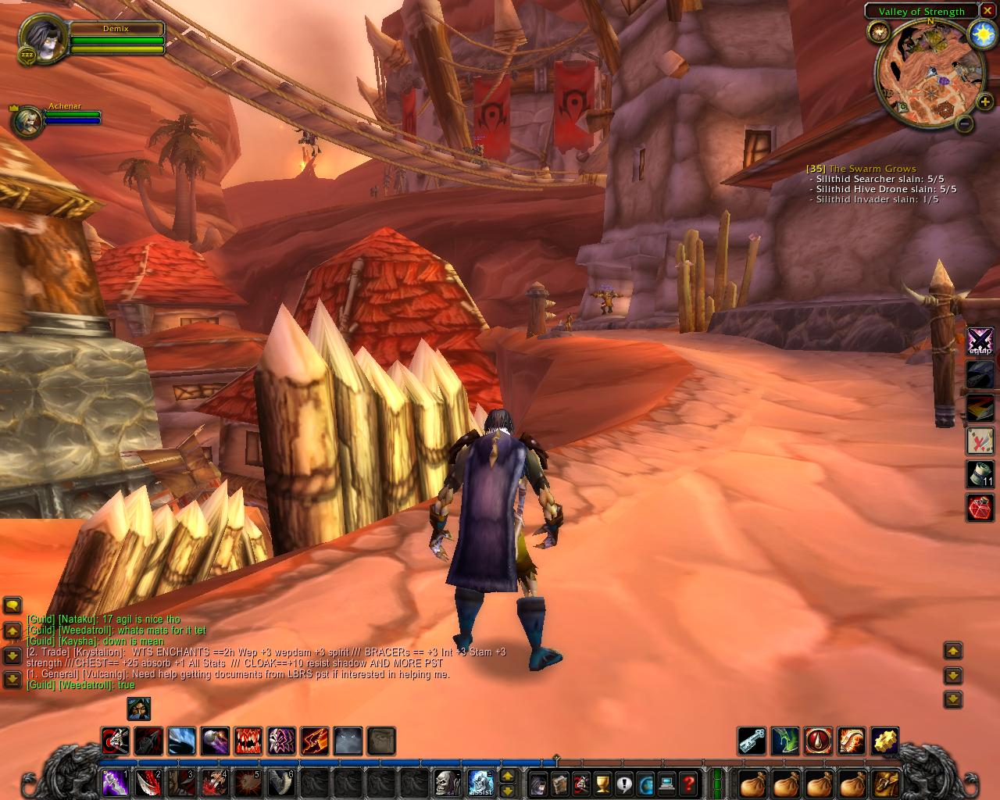 Demix
zzz
Achenar
Valley of Strength
N
[35] The Swarm Grows
- Silithid Searcher slain: 5/5
- Silithid Hive Drone slain: 5/5
- Silithid Invader slain: 1/5
equip
11
[Guild] [Nataku]: 17 agil is nice tho
[Guild] [Weedatroll]: whats mats for it tet
[Guild] [Kaysha]: down is mean
[2. Trade] [Krystalion]: WTS ENCHANTS ==2h Wep +3 wepdam +3 spirit /// BRACERs == +3 Int +3 Stam +3
strength ///CHEST== +25 absorb +1 All Stats /// CLOAK==+10 resist shadow AND MORE PST
[1. General] [Vulcanlg]: Need help getting documents from LBRS pst if interested in helping me.
[Guild] [Weedatroll]: true
1 2 3 4 5 6
assist